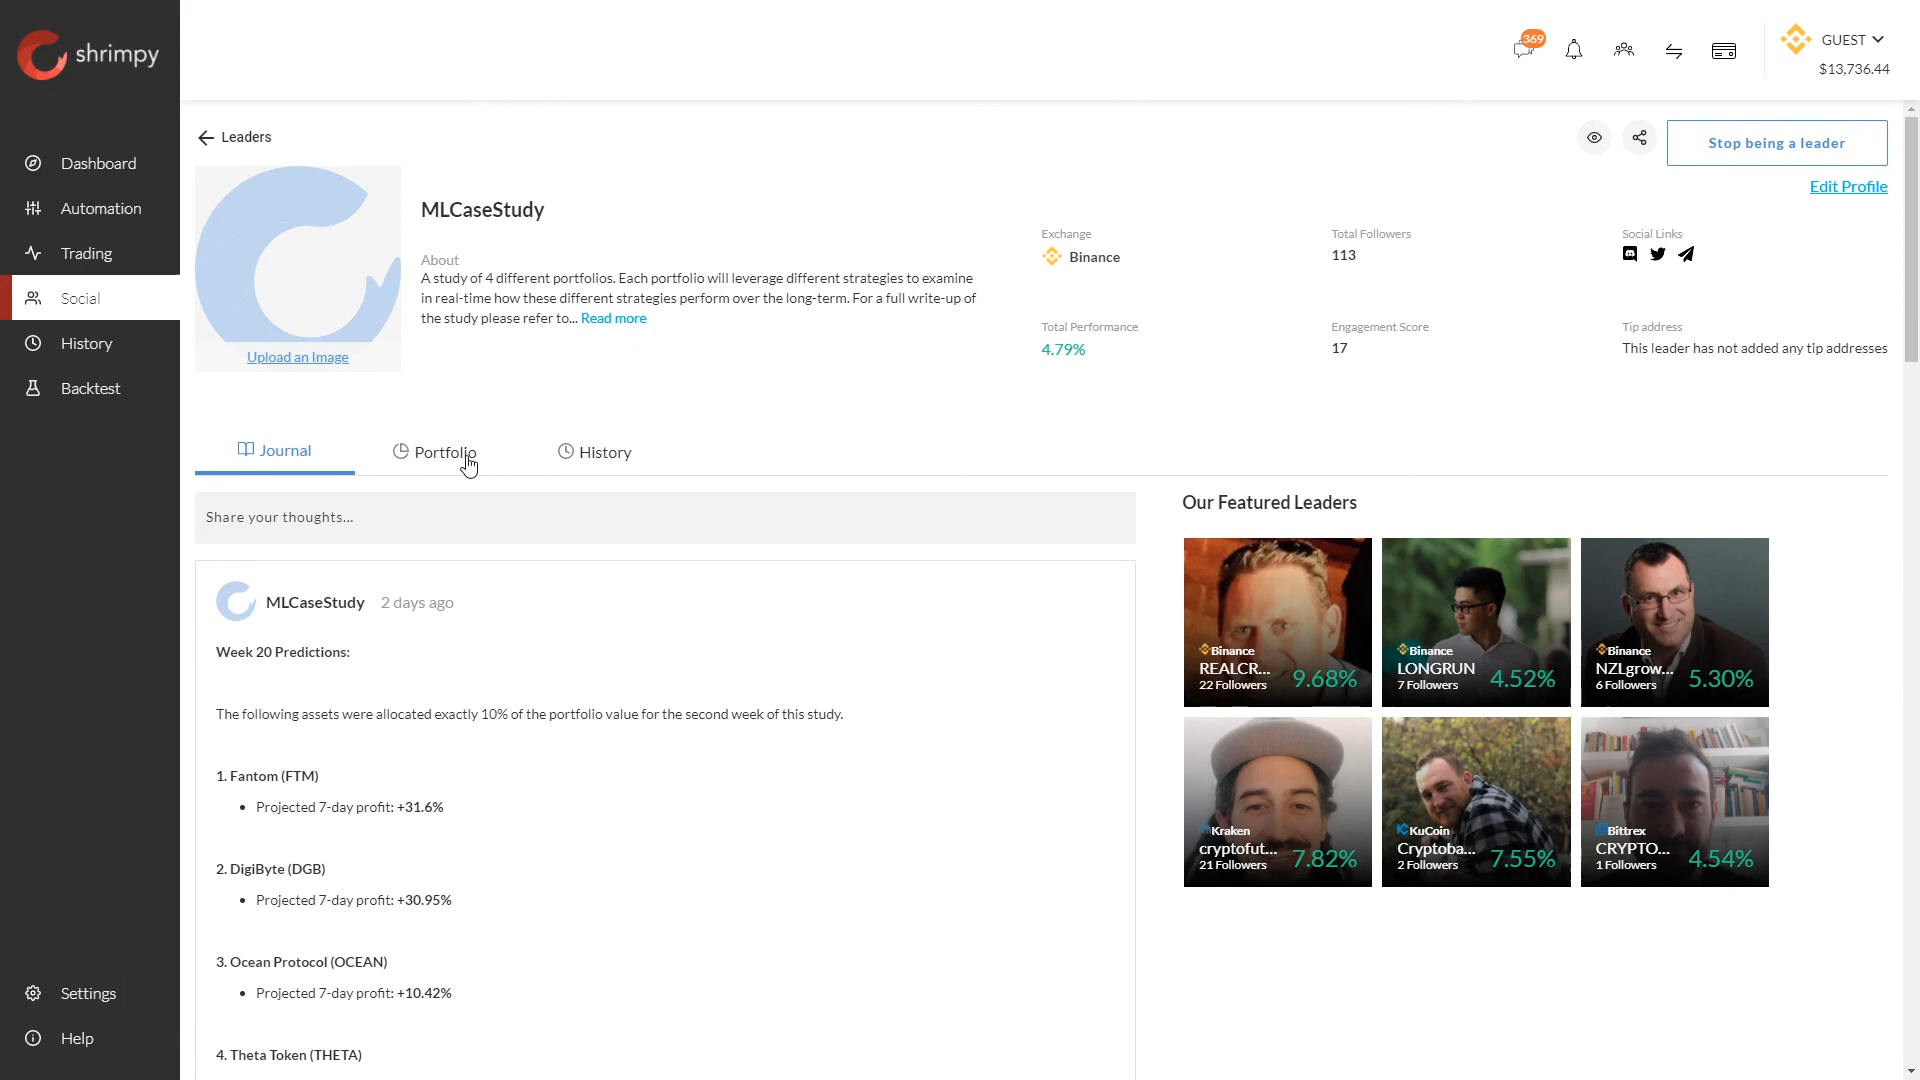 shrimpy
369
GUEST
$13,736.44
Dashboard
Automation
Trading
Social
History
Backtest
Settings
Help
Leaders
Stop being a leader
Edit Profile
Upload an Image
MLCaseStudy
About
A study of 4 different portfolios. Each portfolio will leverage different strategies to examine
in real-time how these different strategies perform over the long-term. For a full write-up of
the study please refer to... Read more
Exchange
Binance
Total Followers
113
Social Links
Total Performance
4.79%
Engagement Score
17
Tip address
This leader has not added any tip addresses
Journal
Portfolio
History
Share your thoughts...
MLCaseStudy 2 days ago
Week 20 Predictions:
The following assets were allocated exactly 10% of the portfolio value for the second week of this study.
1. Fantom (FTM)
• Projected 7-day profit: +31.6%
2. DigiByte (DGB)
• Projected 7-day profit: +30.95%
3. Ocean Protocol (OCEAN)
• Projected 7-day profit: +10.42%
4. Theta Token (THETA)
Our Featured Leaders
Binance
REALCR...
22 Followers
9.68%
Binance
LONGRUN
7 Followers
4.52%
Binance
NZLgrow...
6 Followers
5.30%
Kraken
cryptofut...
21 Followers
7.82%
KuCoin
Cryptoba...
2 Followers
7.55%
Bittrex
CRYPTO...
1 Followers
4.54%